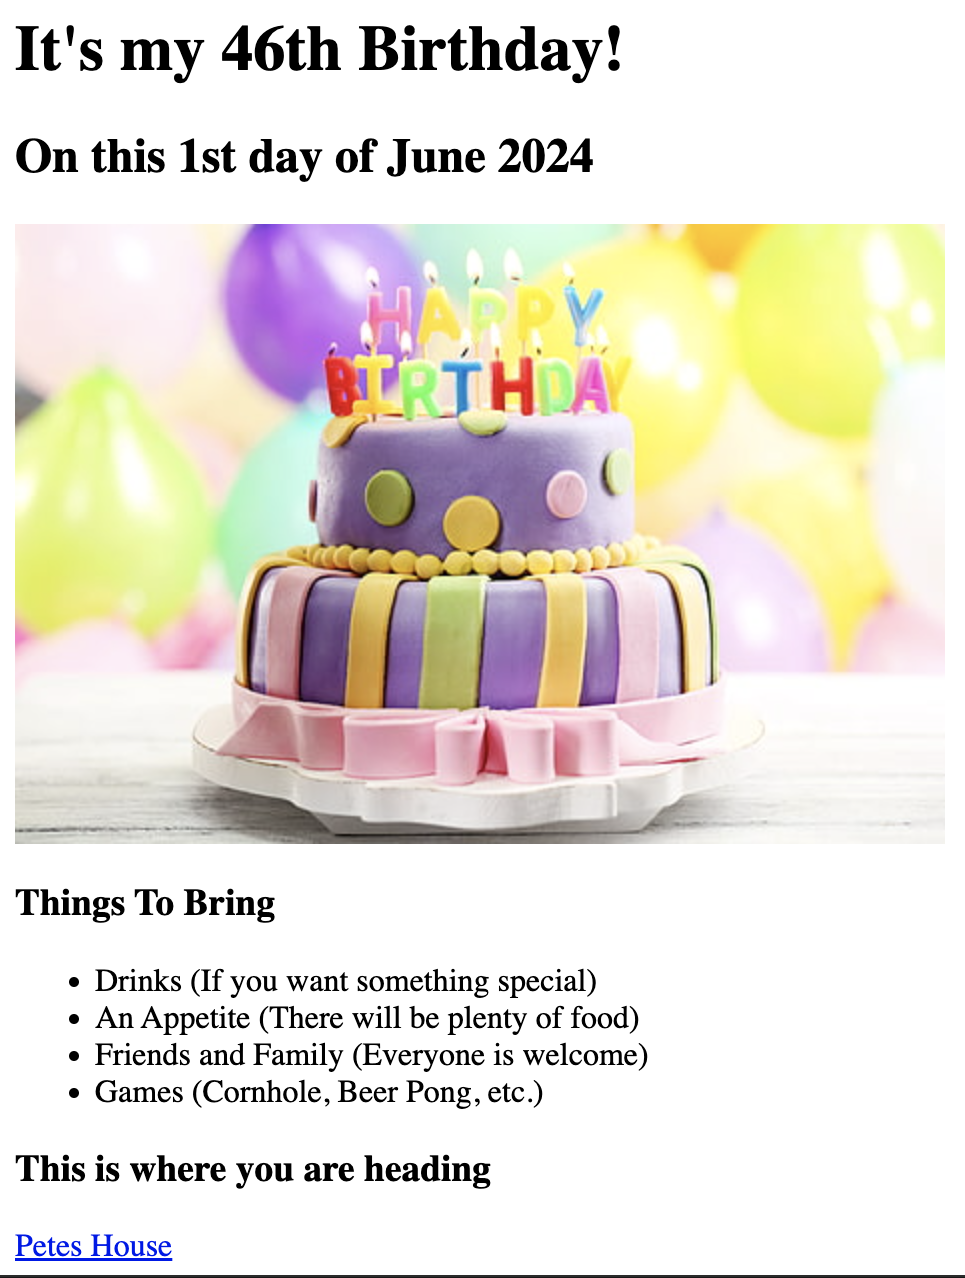 It's my 46th Birthday!
On this 1st day of June 2024
HAPPY
BIRTHDAY
Things To Bring
Drinks (If you want something special)
An Appetite (There will be plenty of food)
Friends and Family (Everyone is welcome)
Games (Cornhole, Beer Pong, etc.)
This is where you are heading
Petes House